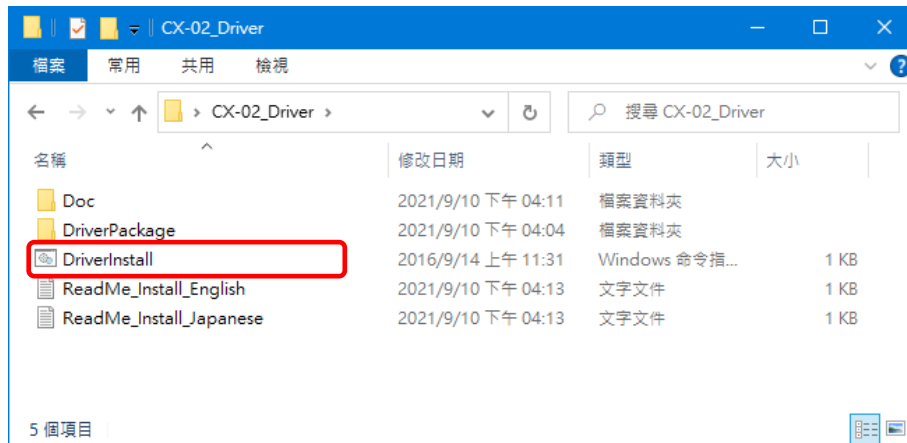 CX-02_Driver
檔案 常用 共用 檢視
CX-02_Driver 搜尋 CX-02_Driver
名稱 修改日期 類型 大小
Doc 2021/9/10 下午 04:11 檔案資料夾
DriverPackage 2021/9/10 下午 04:04 檔案資料夾
DriverInstall 2016/9/14 上午 11:31 Windows 命令指... 1 KB
ReadMe_Install_English 2021/9/10 下午 04:13 文字文件 1 KB
ReadMe_Install_Japanese 2021/9/10 下午 04:13 文字文件 1 KB
5 個項目